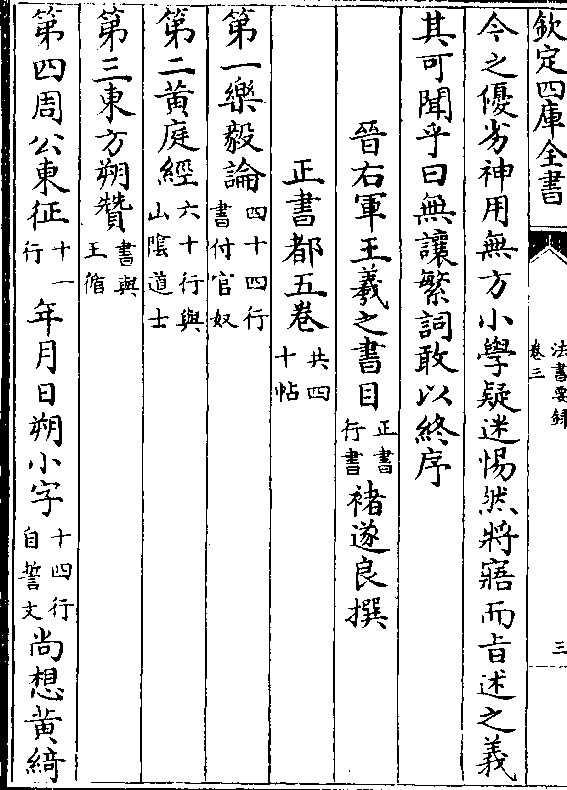 欽定四庫全書
法書要録
卷三
三
今之優劣神用無方小學疑迷惕然將寤而㫖述之義
其可聞乎曰無讓繁詞敢以終序
晉右軍王羲之書目正書行書褚遂良撰
正書都五卷共四十帖
第一樂毅論四十四行書付官奴
第二黃庭經六十行與山陰道士
第三東方朔贊書與王脩
第四周公東征十一行年月日朔小字十四行自誓文尚想黃綺